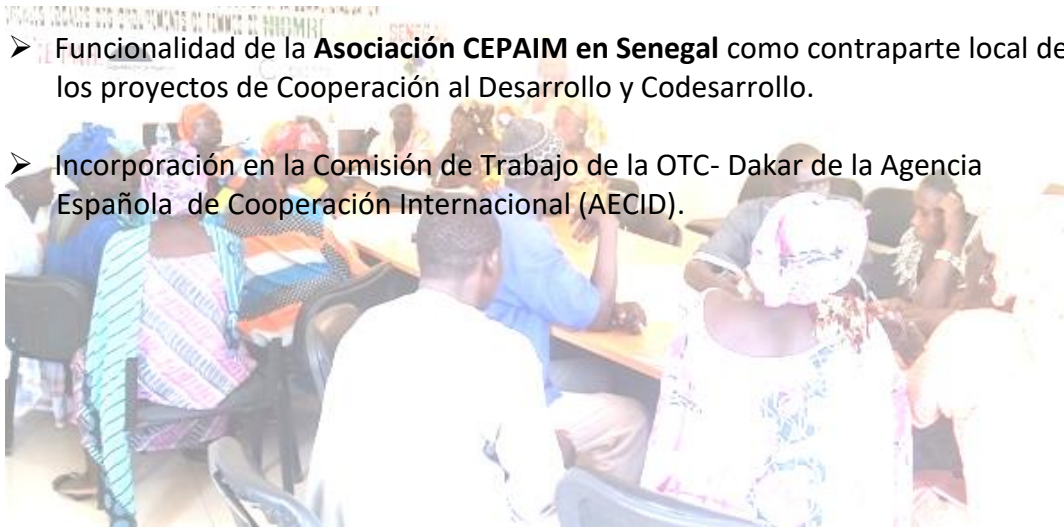 ➢ Funcionalidad de la Asociación CEPAIM en Senegal como contraparte local de
los proyectos de Cooperación al Desarrollo y Codesarrollo.
➢ Incorporación en la Comisión de Trabajo de la OTC- Dakar de la Agencia
Española de Cooperación Internacional (AECID).